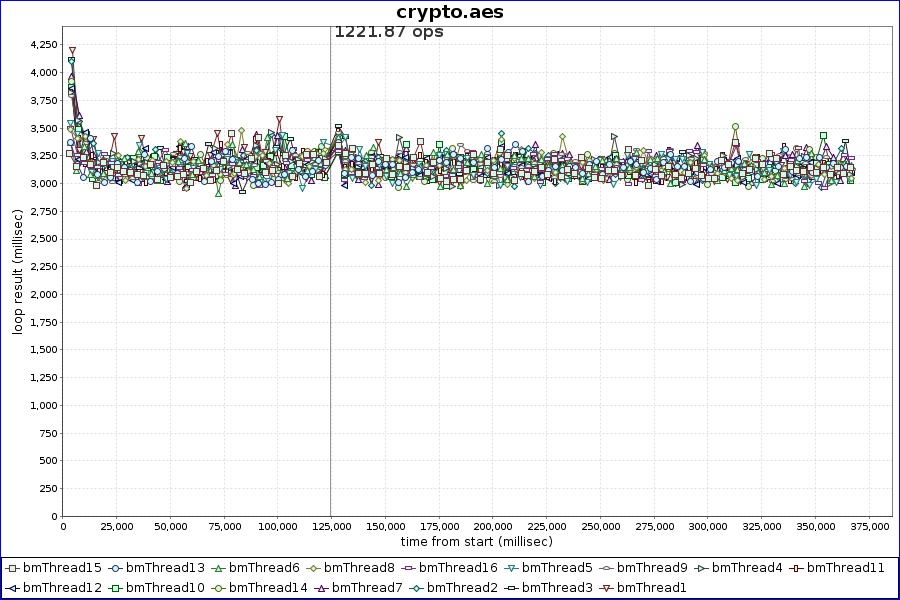 crypto.aes
1221.87 ops
4,250
4,000
3,750
3,500
3,250
3,000
2,750
2,500
2,250
2,000
1,750
1,500
1,250
1,000
750
500
250
0
loop result (millisec)
0 25,000 50,000 75,000 100,000 125,000 150,000 175,000 200,000 225,000 250,000 275,000 300,000 325,000 350,000 375,000
time from start (millisec)
bmThread15 bmThread13 bmThread6 bmThread8 bmThread16 bmThread5 bmThread9 bmThread4 bmThread11
bmThread12 bmThread10 bmThread14 bmThread7 bmThread2 bmThread3 bmThread1